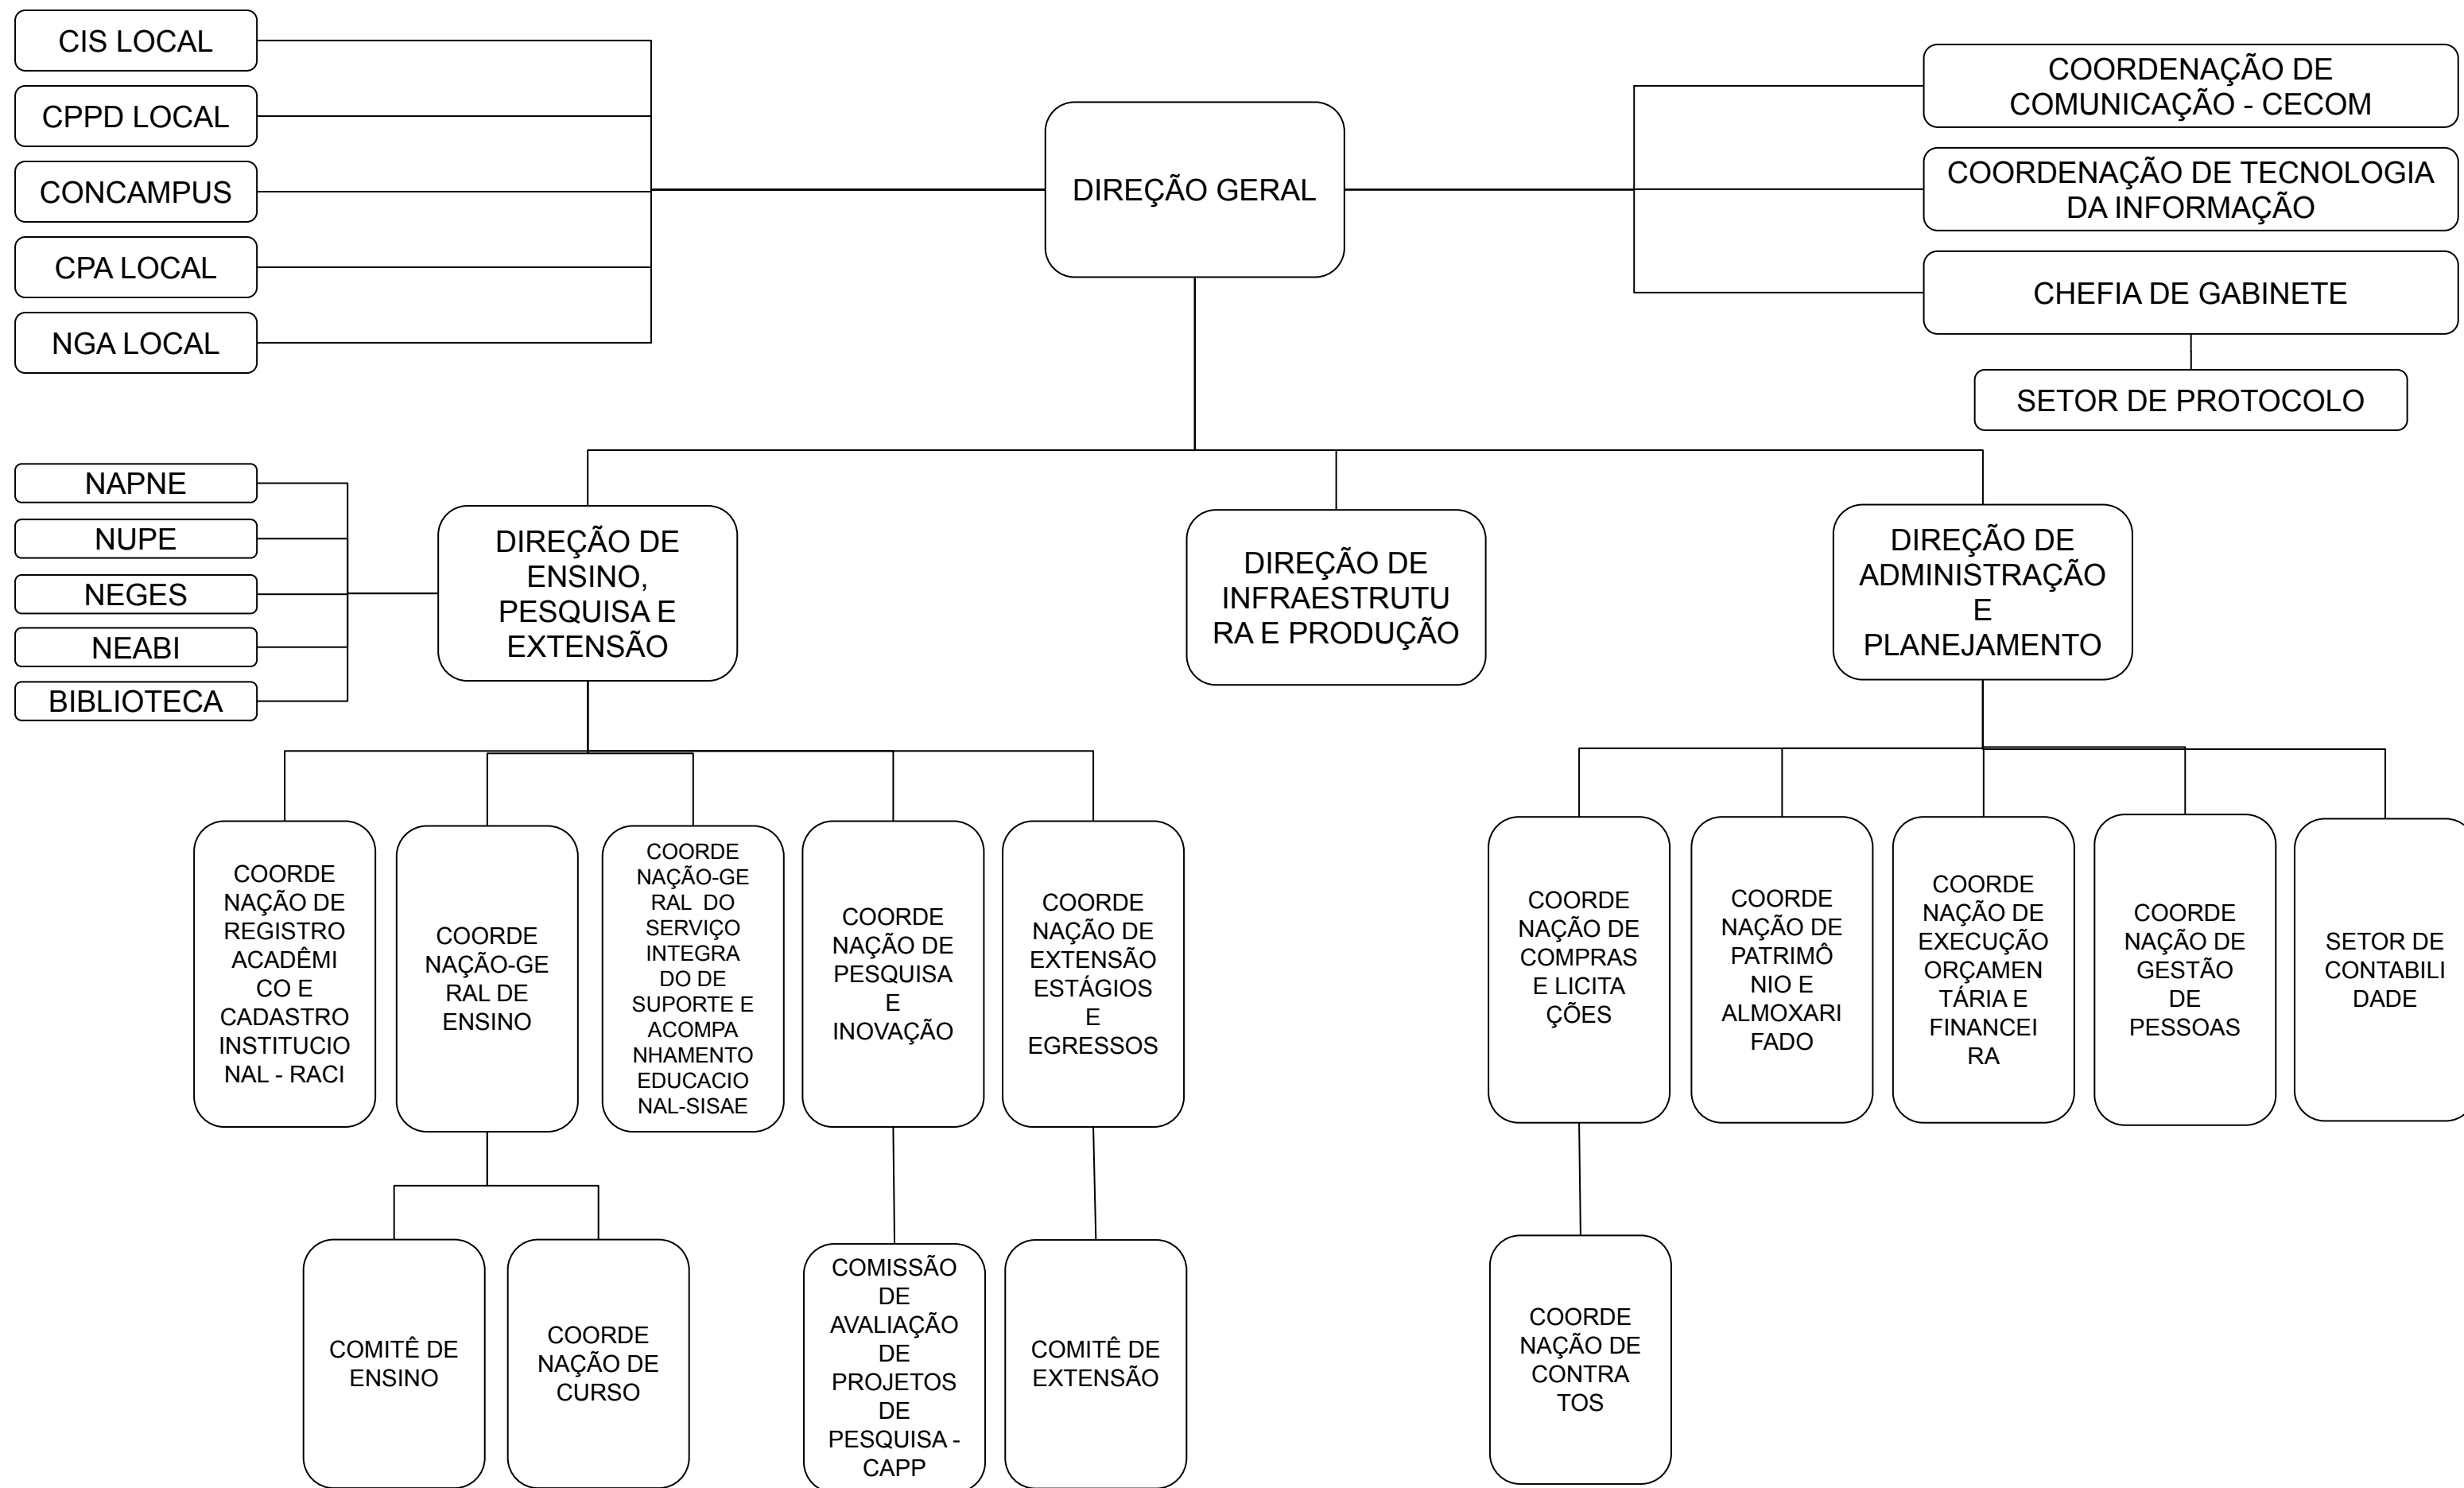 CIS LOCAL
CPPD LOCAL
CONCAMPUS
CPA LOCAL
NGA LOCAL
DIREÇÃO GERAL
COORDENAÇÃO DE
COMUNICAÇÃO - CECOM
COORDENAÇÃO DE TECNOLOGIA
DA INFORMAÇÃO
CHEFIA DE GABINETE
SETOR DE PROTOCOLO
NAPNE
NUPE
NEGES
NEABI
BIBLIOTECA
DIREÇÃO DE
ENSINO,
PESQUISA E
EXTENSÃO
DIREÇÃO DE
INFRAESTRUTU
RA E PRODUÇÃO
DIREÇÃO DE
ADMINISTRAÇÃO
E
PLANEJAMENTO
COORDE
NAÇÃO DE
REGISTRO
ACADÊMI
CO E
CADASTRO
INSTITUCIO
NAL - RACI
COORDE
NAÇÃO-GE
RAL DE
ENSINO
COORDE
NAÇÃO-GE
RAL DO
SERVIÇO
INTEGRA
DO DE
SUPORTE E
ACOMPA
NHAMENTO
EDUCACIO
NAL-SISAE
COORDE
NAÇÃO DE
PESQUISA
E
INOVAÇÃO
COORDE
NAÇÃO DE
EXTENSÃO
ESTÁGIOS
E
EGRESSOS
COORDE
NAÇÃO DE
COMPRAS
E LICITA
ÇÕES
COORDE
NAÇÃO DE
PATRIMÔ
NIO E
ALMOXARI
FADO
COORDE
NAÇÃO DE
EXECUÇÃO
ORÇAMEN
TÁRIA E
FINANCEI
RA
COORDE
NAÇÃO DE
GESTÃO
DE
PESSOAS
SETOR DE
CONTABILI
DADE
COMITÊ DE
ENSINO
COORDE
NAÇÃO DE
CURSO
COMISSÃO
DE
AVALIAÇÃO
DE
PROJETOS
DE
PESQUISA -
CAPP
COMITÊ DE
EXTENSÃO
COORDE
NAÇÃO DE
CONTRA
TOS